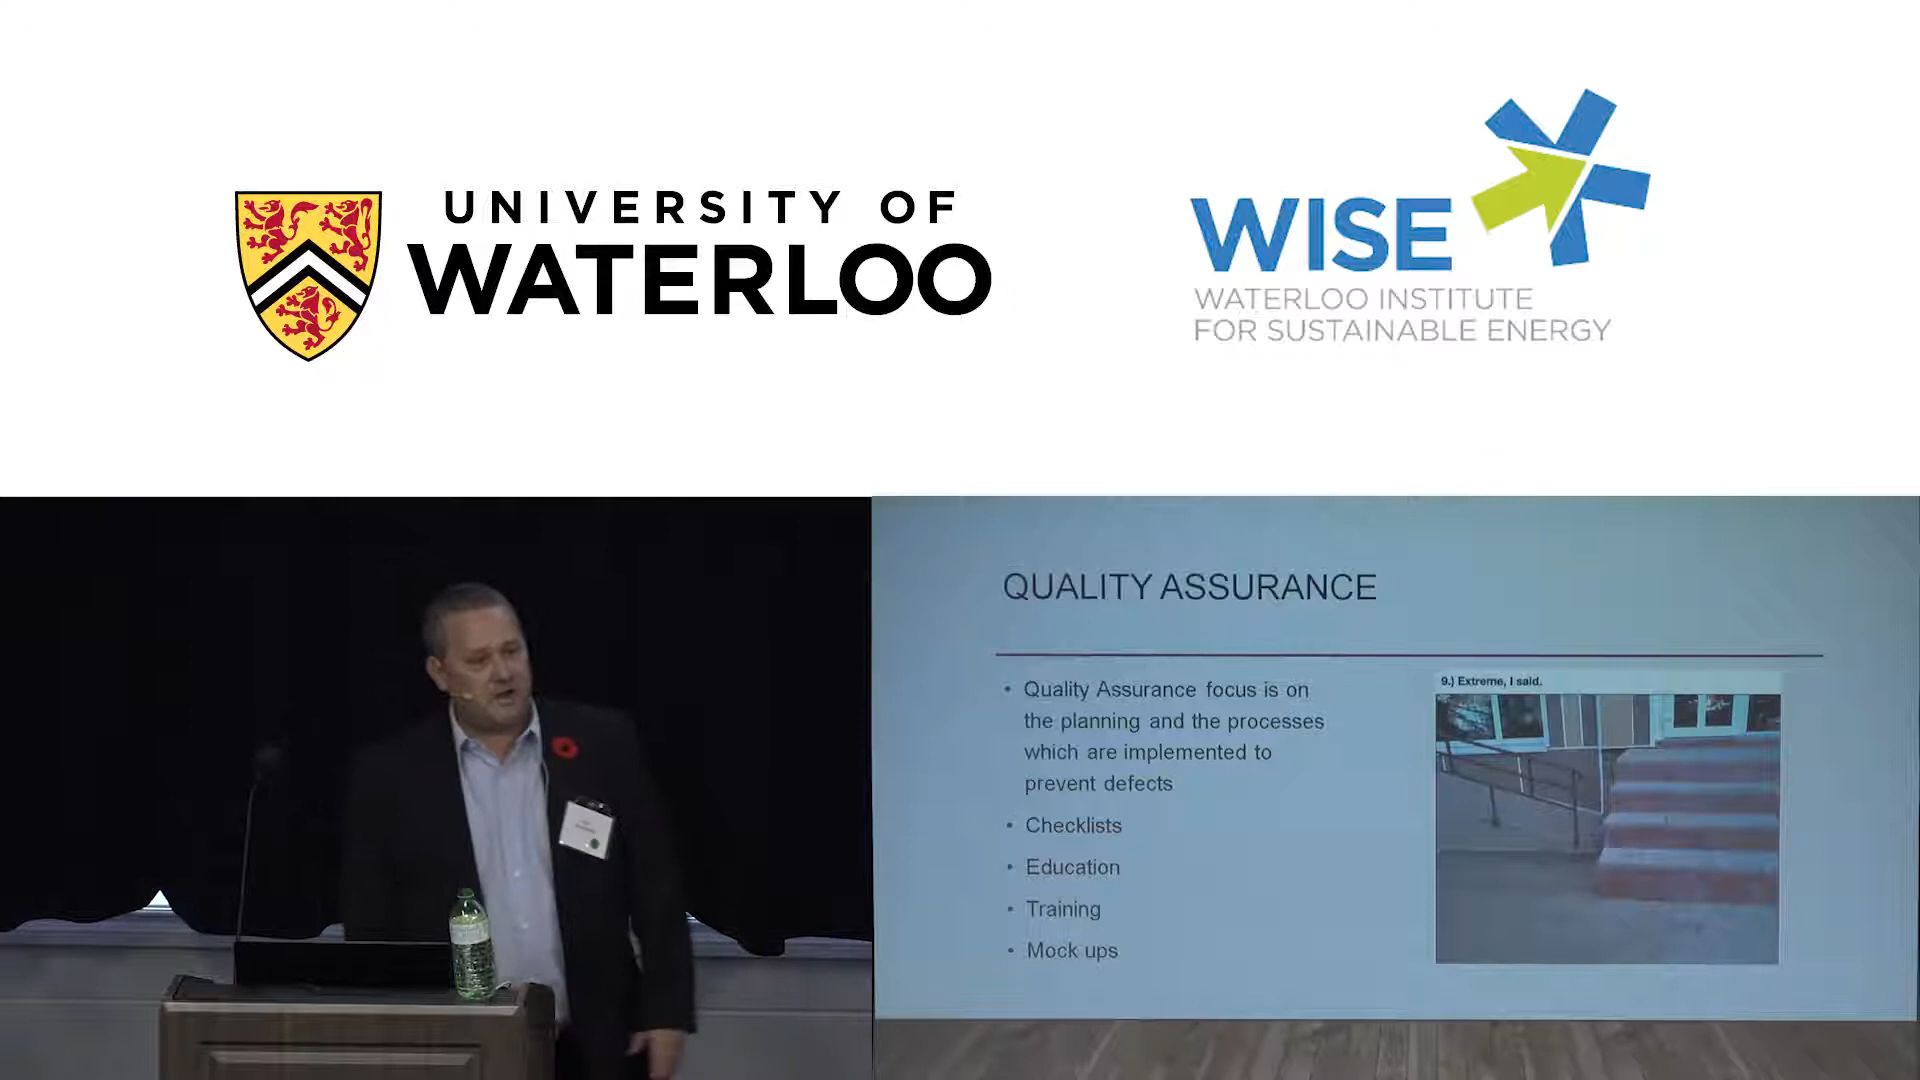 UNIVERSITY OF
WATERLOO
WISE
WATERLOO INSTITUTE
FOR SUSTAINABLE ENERGY
QUALITY ASSURANCE
• Quality Assurance focus is on
the planning and the processes
which are implemented to
prevent defects
• Checklists
• Education
• Training
• Mock ups
9.) Extreme, I said.